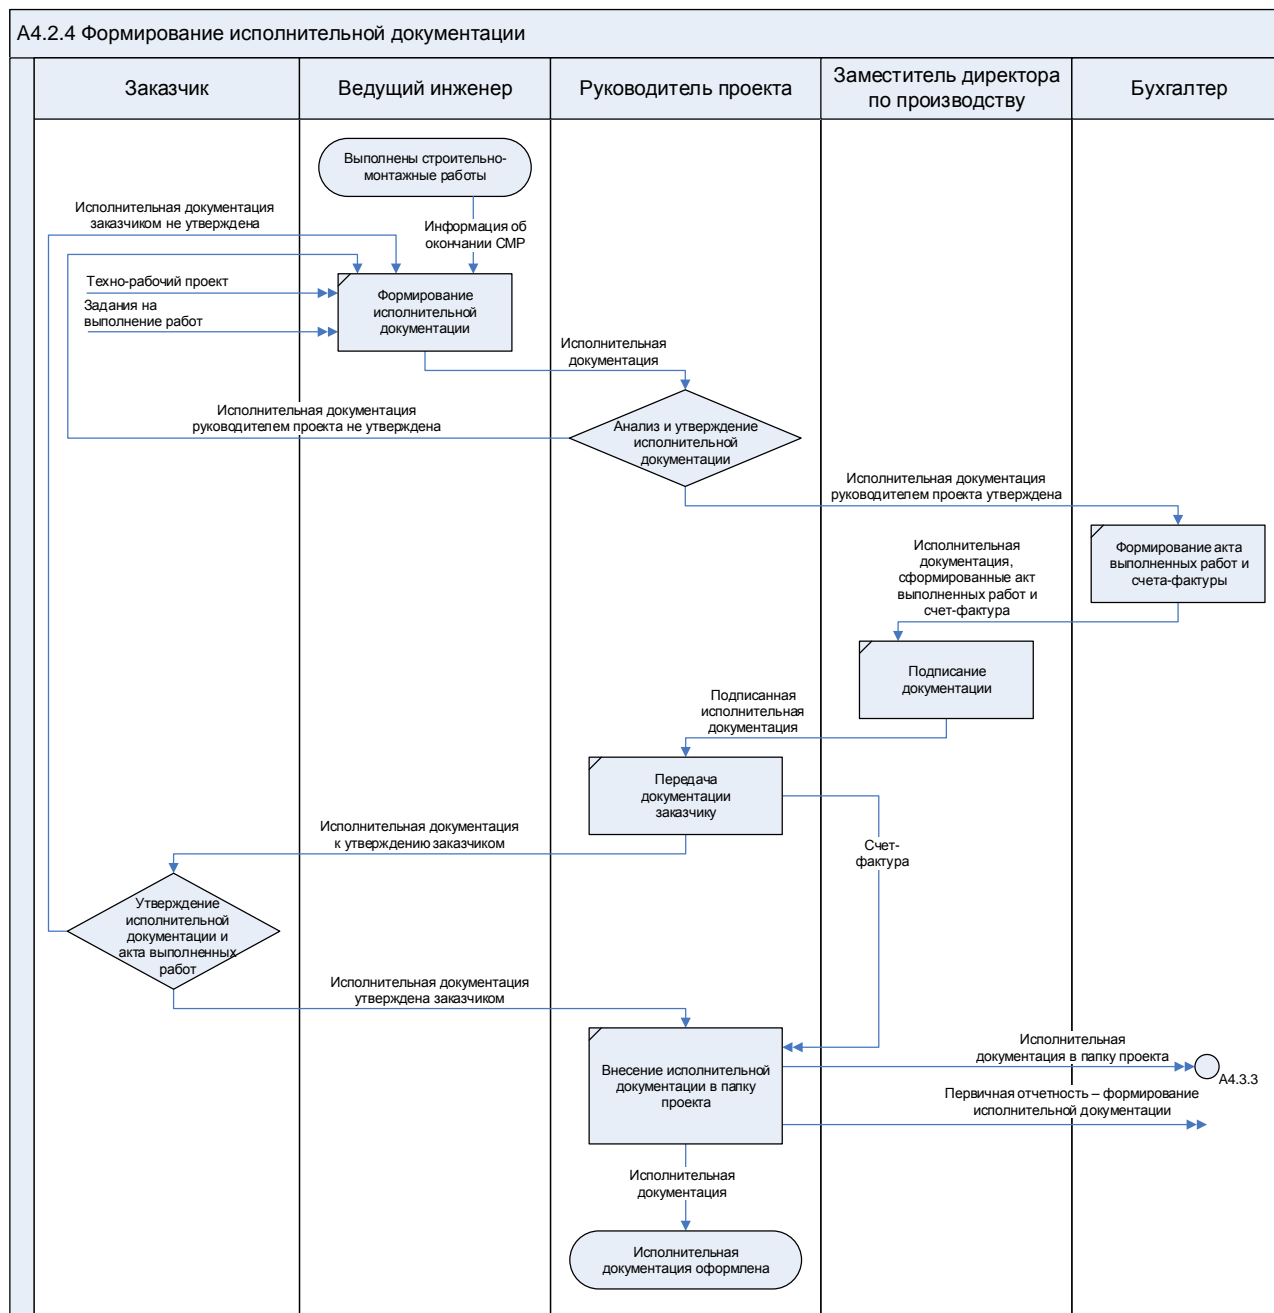 А4.2.4 Формирование исполнительной документации
Заказчик
Ведущий инженер
Руководитель проекта
Заместитель директора
по производству
Бухгалтер
Выполнены строительно-
монтажные работы
Исполнительная документация
заказчиком не утверждена
Информация об
окончании СМР
Техно-рабочий проект
Задания на
выполнение работ
Формирование
исполнительной
документации
Исполнительная
документация
Исполнительная документация
руководителем проекта не утверждена
Анализ и утверждение
исполнительной
документации
Исполнительная документация
руководителем проекта утверждена
Формирование акта
выполненных работ и
счета-фактуры
Исполнительная
документация,
сформированные акт
выполненных работ и
счет-фактура
Подписание
документации
Подписанная
исполнительная
документация
Передача
документации
заказчику
Исполнительная документация
к утверждению заказчиком
Счет-
фактура
Утверждение
исполнительной
документации и
акта выполненных
работ
Исполнительная документация
утверждена заказчиком
Внесение исполнительной
документации в папку
проекта
Исполнительная
документация в папку проекта
А4.3.3
Первичная отчетность – формирование
исполнительной документации
Исполнительная
документация
Исполнительная
документация оформлена